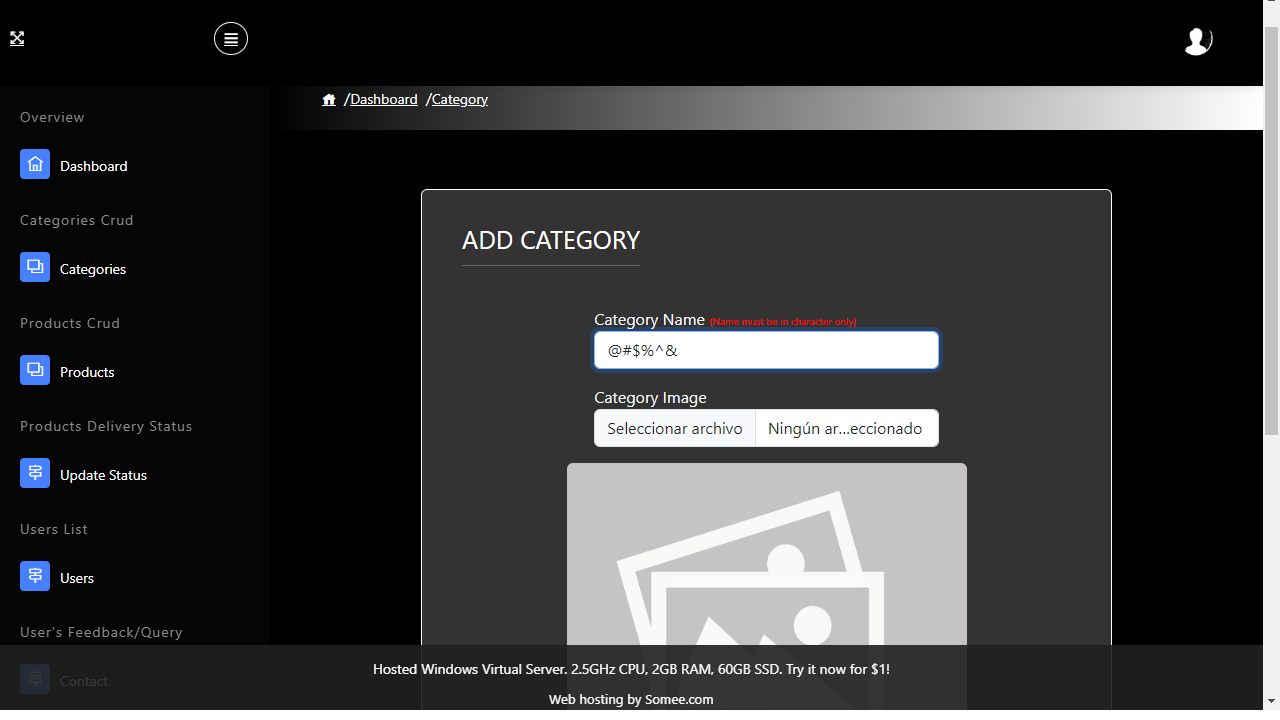 /Dashboard /Category
Overview
Dashboard
Categories Crud
Categories
Products Crud
Products
Products Delivery Status
Update Status
Users List
Users
User's Feedback/Query
Contact
ADD CATEGORY
Category Name (Name must be in character only)
@#$%^&
Category Image
Seleccionar archivo Ningún ar...eccionado
Hosted Windows Virtual Server. 2.5GHz CPU, 2GB RAM, 60GB SSD. Try it now for $1!
Web hosting by Somee.com